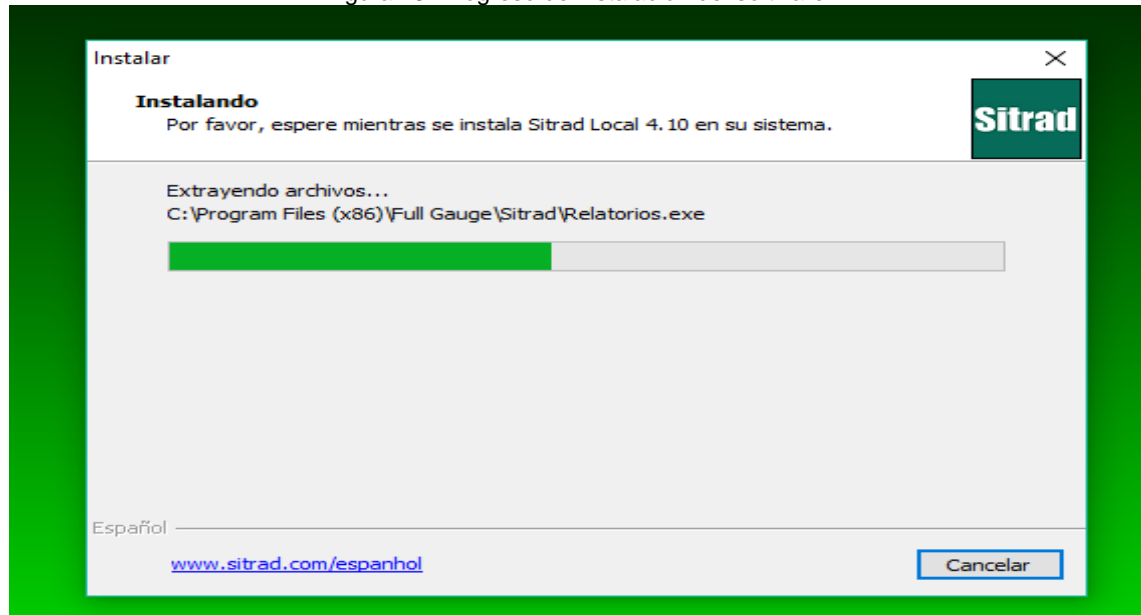 Instalar
Instalando
Por favor, espere mientras se instala Sitrad Local 4.10 en su sistema.
Sitrad
Extrayendo archivos...
C:\Program Files (x86)\Full Gauge\Sitrad\Relatorios.exe
Español
www.sitrad.com/espanhol
Cancelar